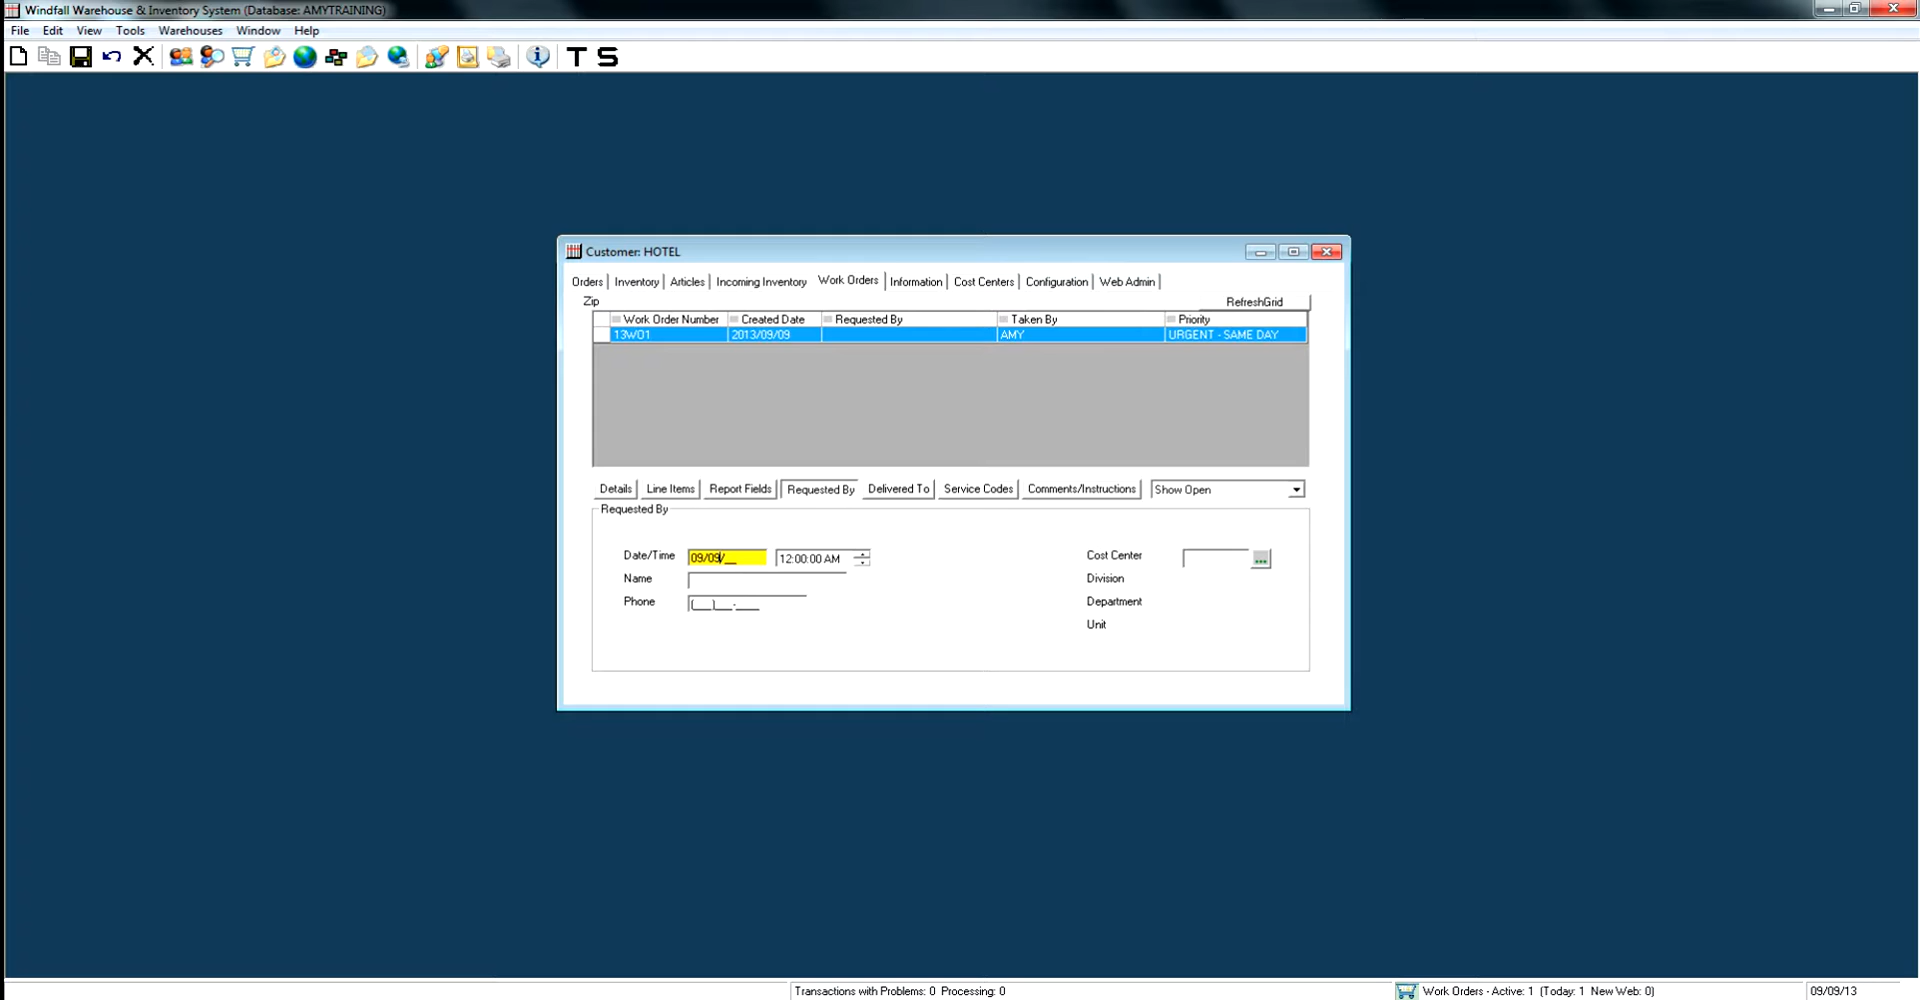 Windfall Warehouse & Inventory System (Database: AMYTRAINING)
File Edit View Tools Warehouses Window Help
T S
Customer: HOTEL
Orders Inventory Articles Incoming Inventory Work Orders Information Cost Centers Configuration Web Admin
Zip RefreshGrid
Work Order Number Created Date Requested By Taken By Priority
13W01 2013/09/09 AMY URGENT - SAME DAY
Details Line Items Report Fields Requested By Delivered To Service Codes Comments/Instructions Show Open
Requested By
Date/Time 09/09/__ 12:00:00 AM Cost Center ...
Name Division
Phone (___)___-____ Department
Unit
Transactions with Problems: 0 Processing: 0 Work Orders - Active: 1 (Today: 1 New Web: 0) 09/09/13